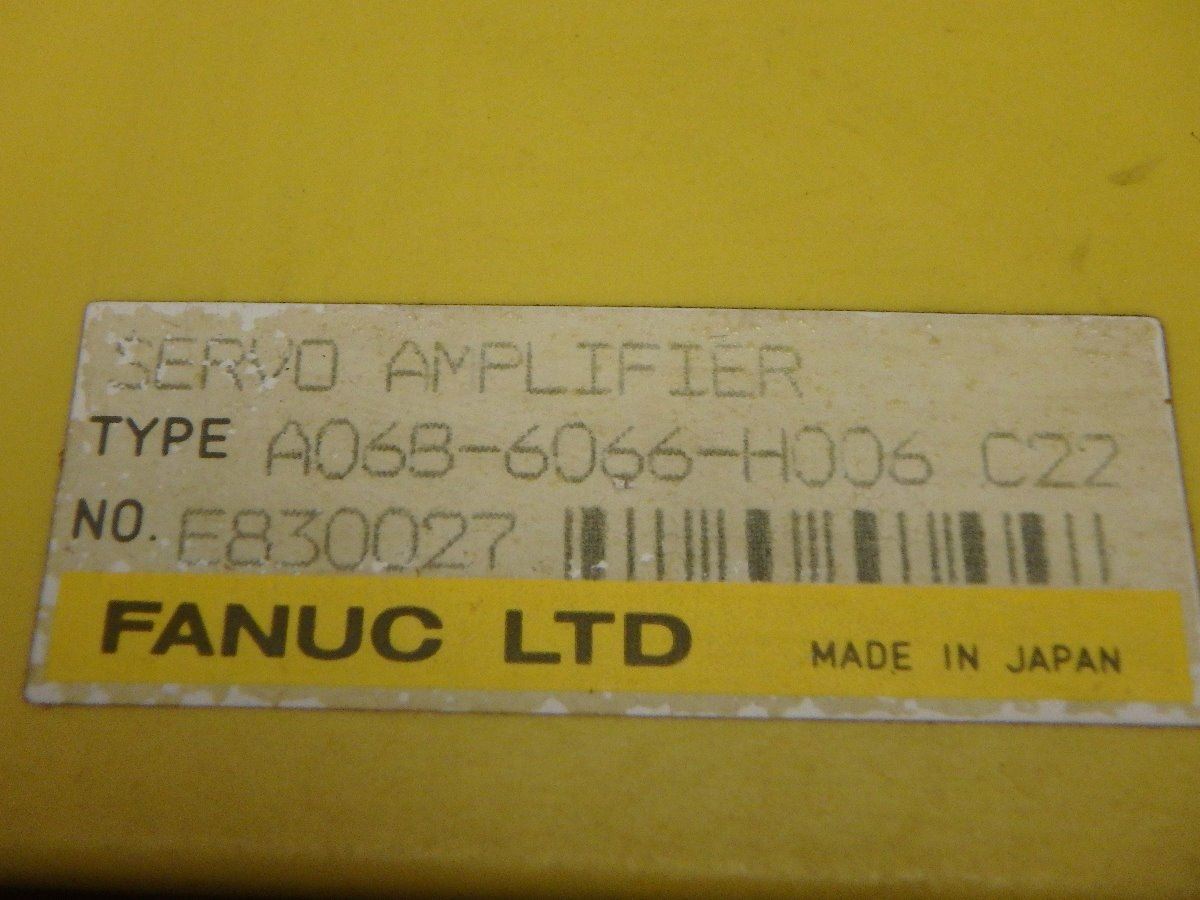 SERVO AMPLIFIER
TYPE A06B-6066-H006 C22
NO. E830027
FANUC LTD MADE IN JAPAN